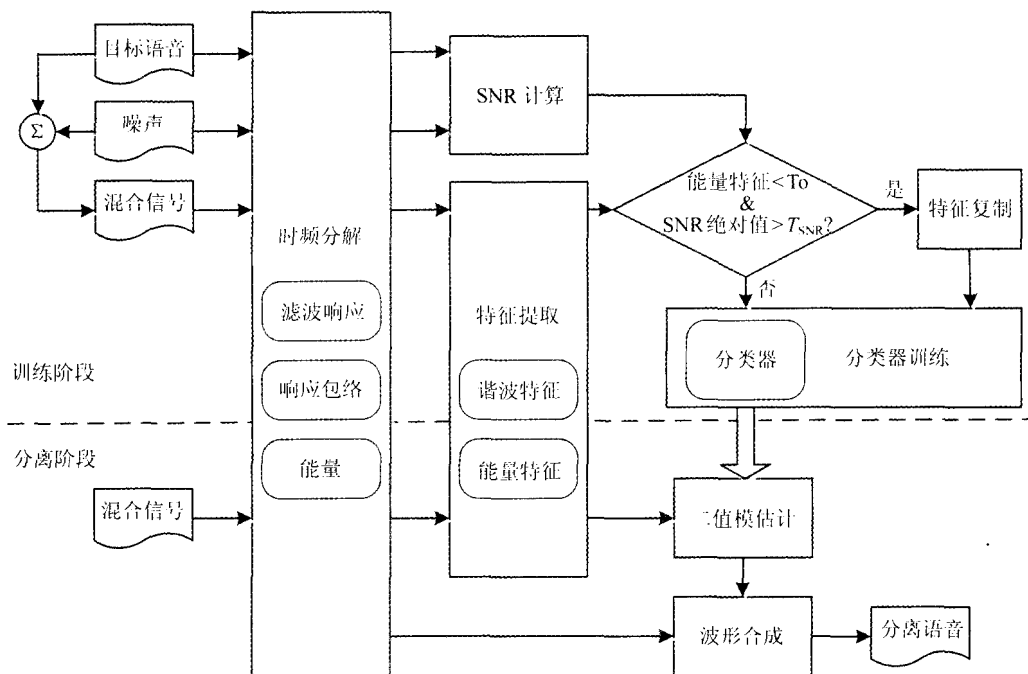 目标语音
噪声
Σ
混合信号
时频分解
滤波响应
响应包络
能量
SNR 计算
特征提取
谐波特征
能量特征
能量特征<To
&
SNR 绝对值>T_SNR?
是
特征复制
否
分类器
分类器训练
训练阶段
分离阶段
混合信号
二值模估计
波形合成
分离语音